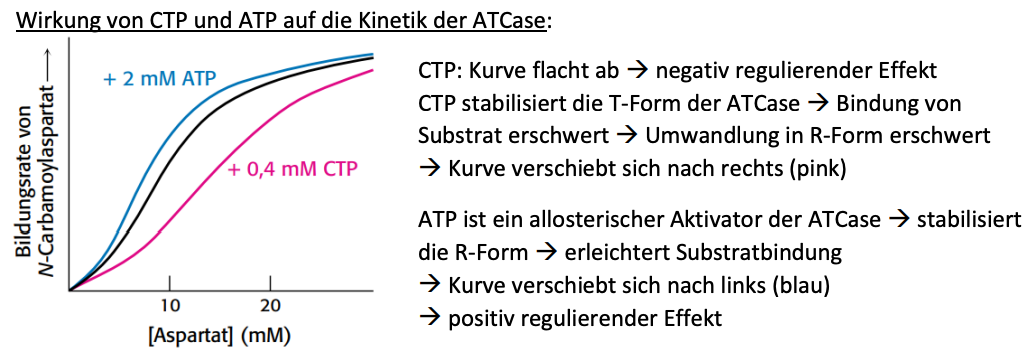 Wirkung von CTP und ATP auf die Kinetik der ATCase:
Bildungsrate von
N-Carbamoylaspartat →
+ 2 mM ATP
+ 0,4 mM CTP
10
20
[Aspartat] (mM)
CTP: Kurve flacht ab → negativ regulierender Effekt
CTP stabilisiert die T-Form der ATCase → Bindung von
Substrat erschwert → Umwandlung in R-Form erschwert
→ Kurve verschiebt sich nach rechts (pink)
ATP ist ein allosterischer Aktivator der ATCase → stabilisiert
die R-Form → erleichtert Substratbindung
→ Kurve verschiebt sich nach links (blau)
→ positiv regulierender Effekt